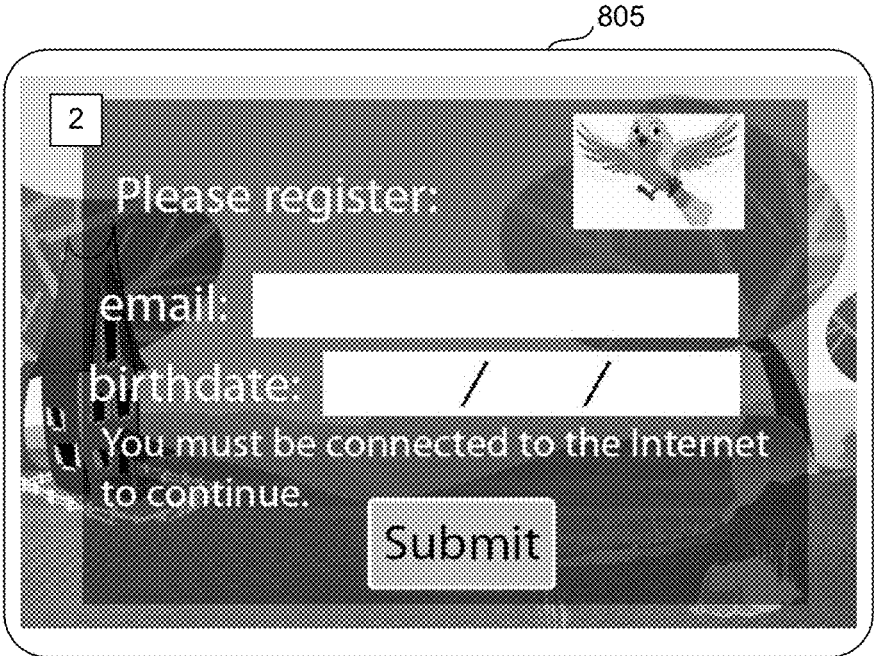 805
2
Please register:
email:
birthdate: / /
You must be connected to the Internet
to continue.
Submit